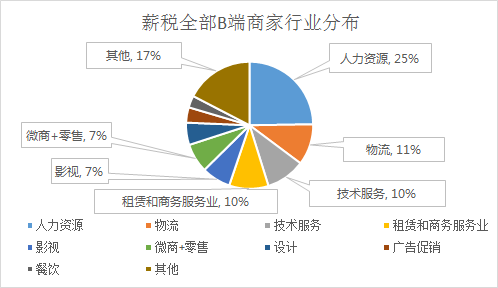 薪税全部B端商家行业分布
其他, 17%
人力资源, 25%
微商+零售, 7%
物流, 11%
影视, 7%
技术服务, 10%
租赁和商务服务业, 10%
人力资源
物流
技术服务
租赁和商务服务业
影视
微商+零售
设计
广告促销
餐饮
其他